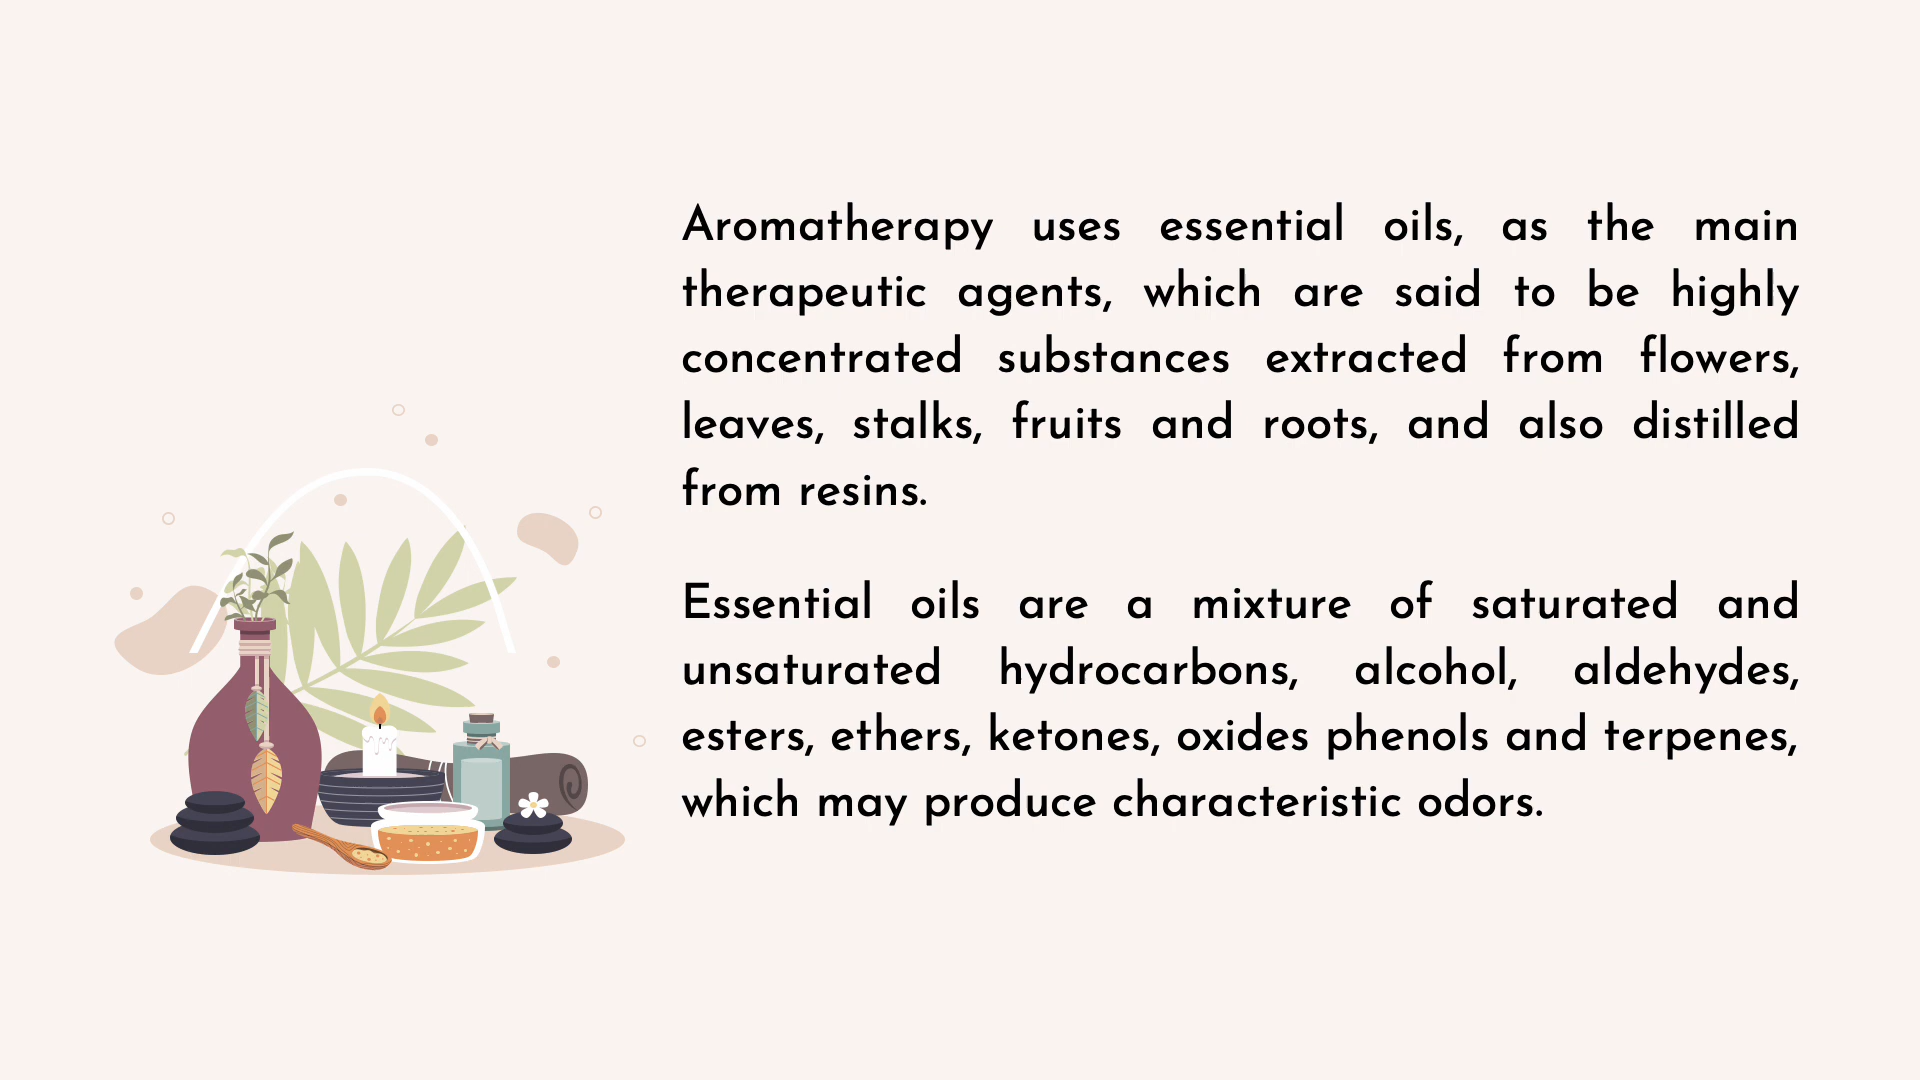 Aromatherapy uses essential oils, as the main
therapeutic agents, which are said to be highly
concentrated substances extracted from flowers,
leaves, stalks, fruits and roots, and also distilled
from resins.
Essential oils are a mixture of saturated and
unsaturated hydrocarbons, alcohol, aldehydes,
esters, ethers, ketones, oxides phenols and terpenes,
which may produce characteristic odors.